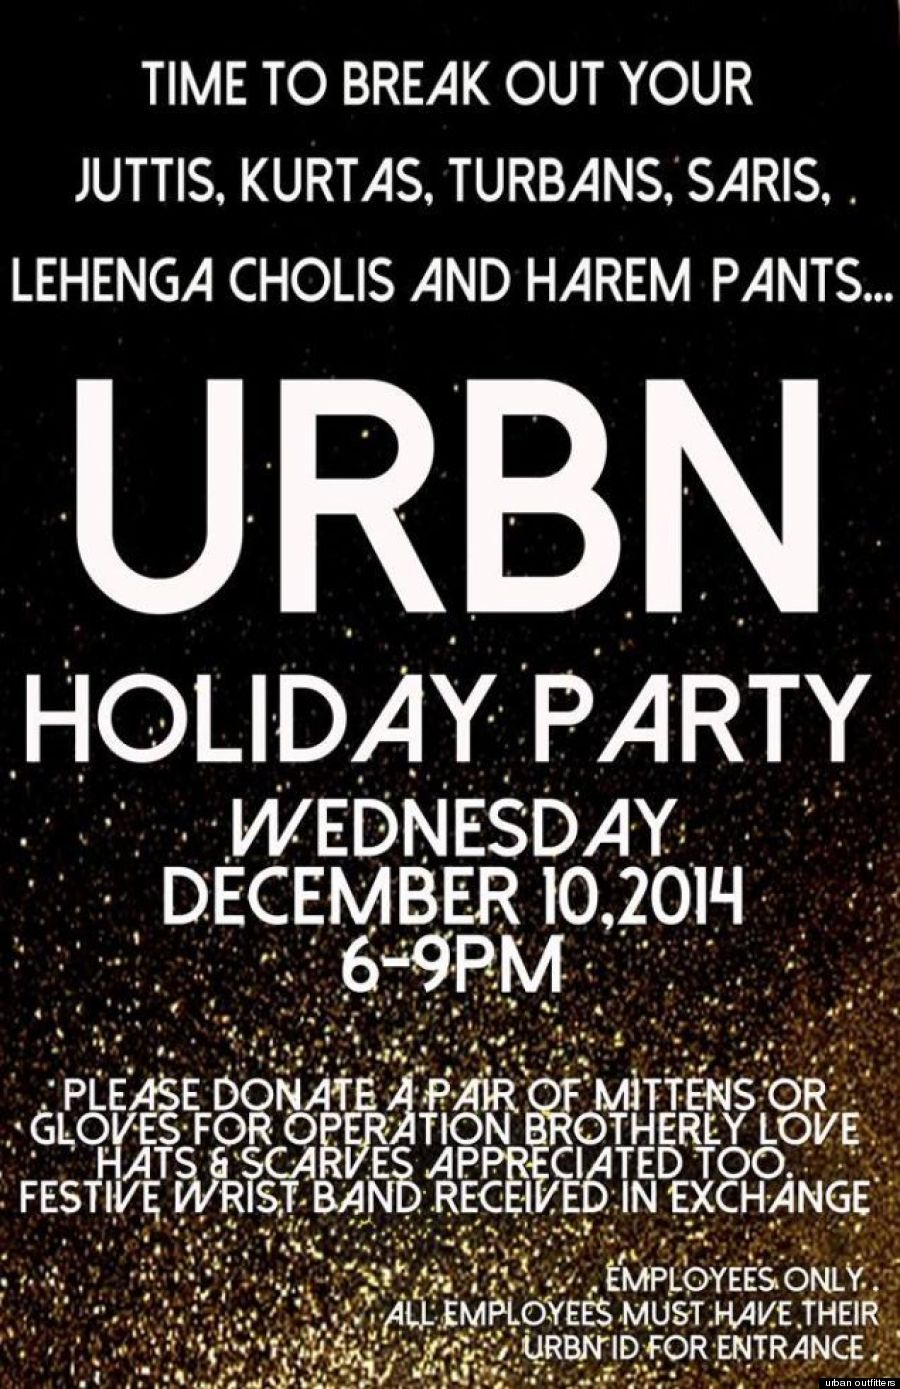 TIME TO BREAK OUT YOUR
JUTTIS, KURTAS, TURBANS, SARIS,
LEHENGA CHOLIS AND HAREM PANTS...
URBN
HOLIDAY PARTY
WEDNESDAY
DECEMBER 10,2014
6-9PM
PLEASE DONATE A PAIR OF MITTENS OR
GLOVES FOR OPERATION BROTHERLY LOVE
HATS & SCARVES APPRECIATED TOO.
FESTIVE WRIST BAND RECEIVED IN EXCHANGE
EMPLOYEES ONLY.
ALL EMPLOYEES MUST HAVE THEIR
URBN ID FOR ENTRANCE.
urban outfitters